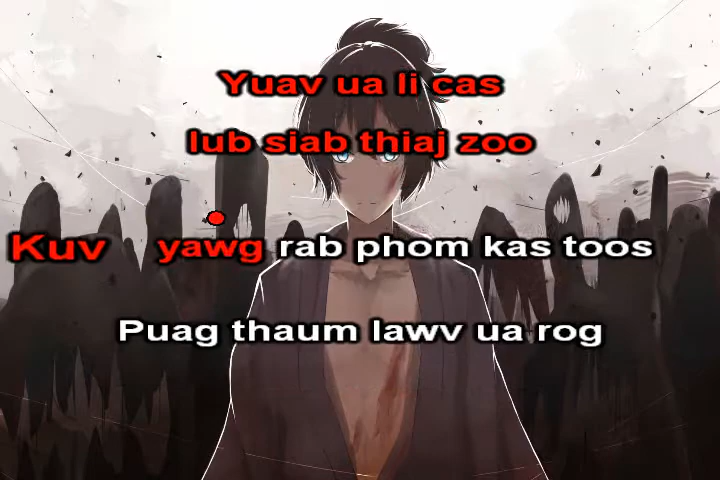 Yuav ua li cas
lub siab thiaj zoo
Kuv yawg rab phom kas toos
Puag thaum lawv ua rog